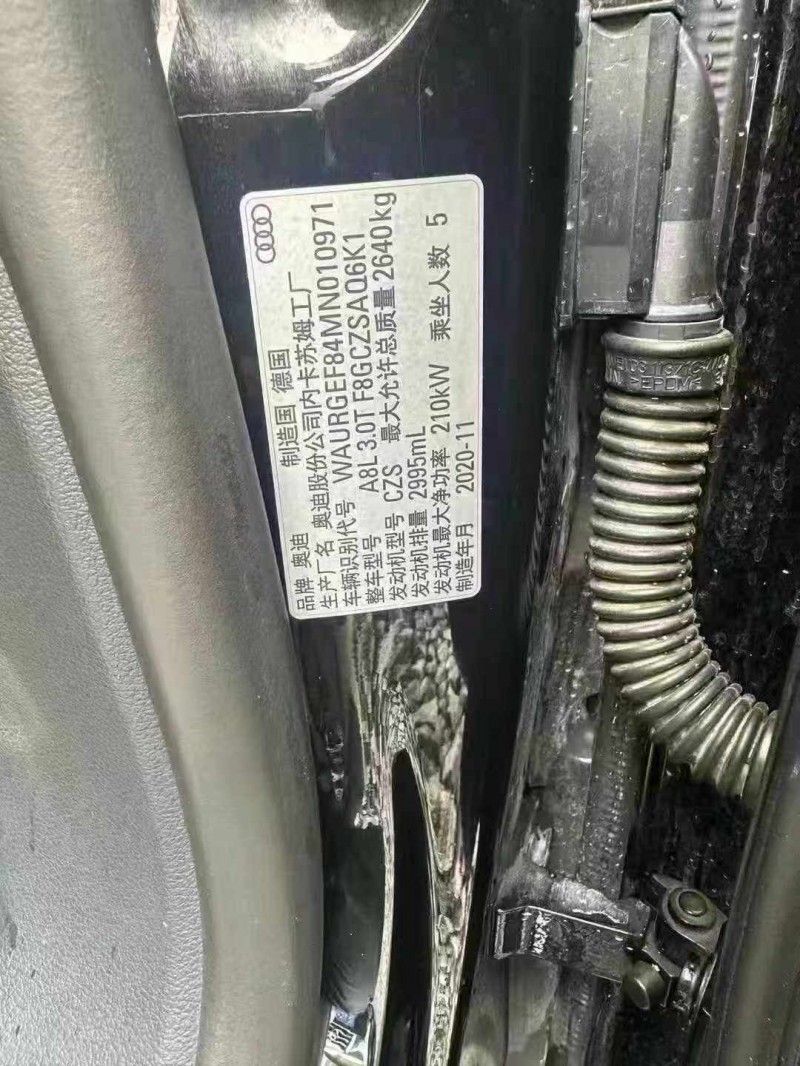 品牌 奥迪 制造国 德国
生产厂名 奥迪股份公司内卡苏姆工厂
车辆识别代号 WAURGEF84MN010971
整车型号 A8L 3.0T F8GCZSAQ6K1
发动机型号 CZS 最大允许总质量 2640kg
发动机排量 2995mL
发动机最大净功率 210kW 乘坐人数 5
制造年月 2020-11
>EPDM<